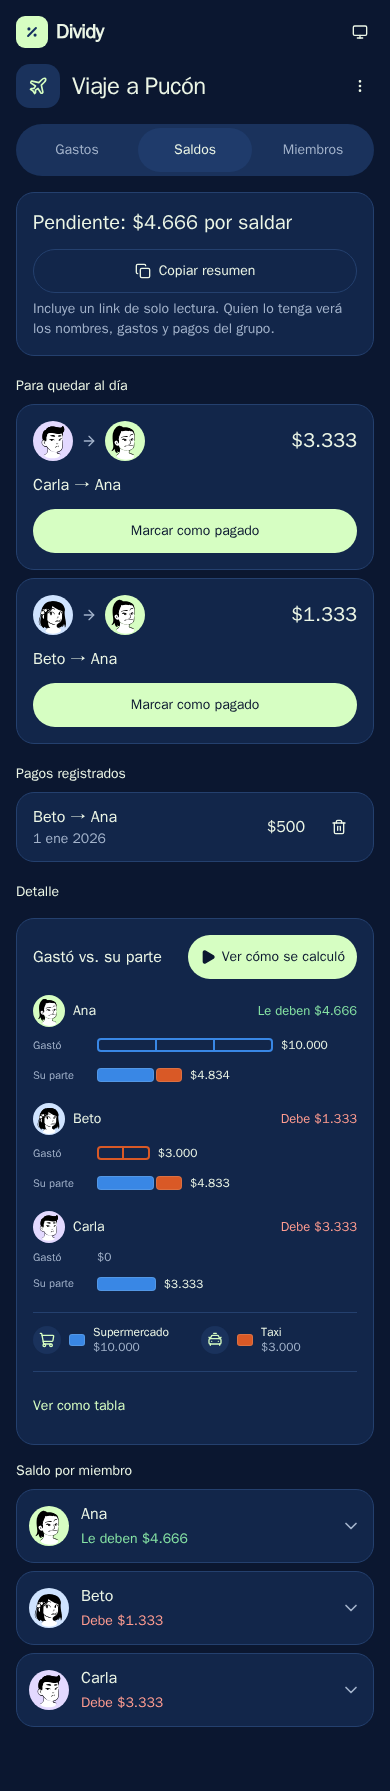 Dividy
Viaje a Pucón
Gastos
Saldos
Miembros
Pendiente: $4.666 por saldar
Copiar resumen
Incluye un link de solo lectura. Quien lo tenga verá
los nombres, gastos y pagos del grupo.
Para quedar al día
$3.333
Carla → Ana
Marcar como pagado
$1.333
Beto → Ana
Marcar como pagado
Pagos registrados
Beto → Ana
1 ene 2026
$500
Detalle
Gastó vs. su parte
Ver cómo se calculó
Ana
Le deben $4.666
Gastó
$10.000
Su parte
$4.834
Beto
Debe $1.333
Gastó
$3.000
Su parte
$4.833
Carla
Debe $3.333
Gastó
$0
Su parte
$3.333
Supermercado
$10.000
Taxi
$3.000
Ver como tabla
Saldo por miembro
Ana
Le deben $4.666
Beto
Debe $1.333
Carla
Debe $3.333